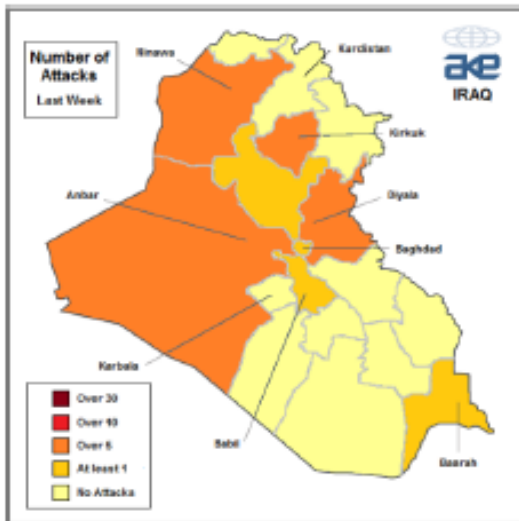 Number of
Attacks
Last Week
Ninawa
Kurdistan
ake
IRAQ
Kirkuk
Anbar
Diyala
Baghdad
Karbala
Over 30
Over 10
Over 5
At least 1
No Attacks
Babil
Basrah